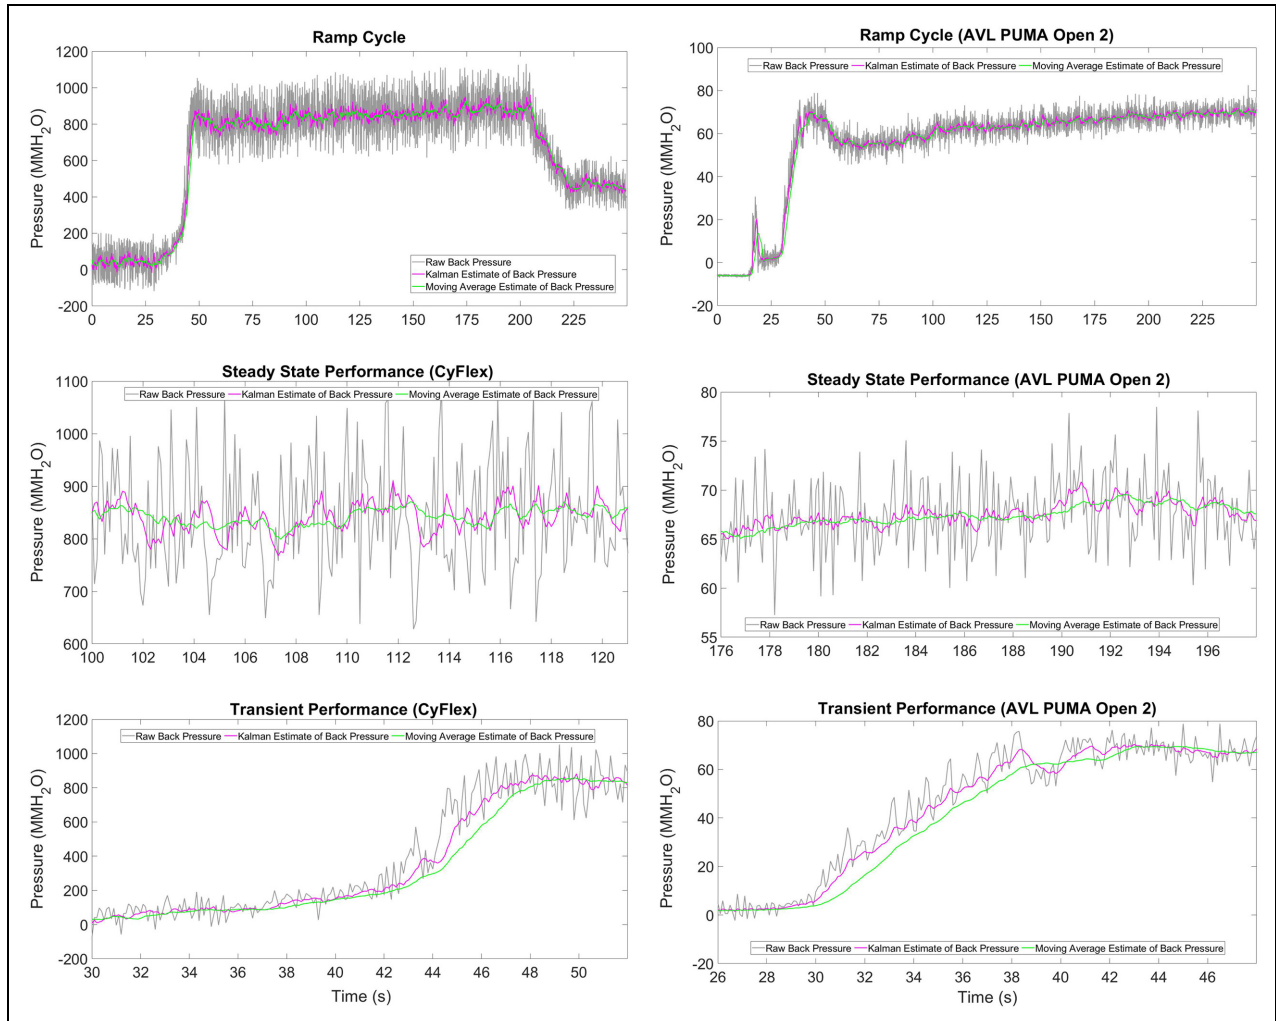 Ramp Cycle
1200
1000
800
600
400
200
0
-200
Pressure (MMH2O)
Raw Back Pressure
Kalman Estimate of Back Pressure
Moving Average Estimate of Back Pressure
0 25 50 75 100 125 150 175 200 225
Ramp Cycle (AVL PUMA Open 2)
100
80
60
40
20
0
-20
Pressure (MMH2O)
Raw Back Pressure Kalman Estimate of Back Pressure Moving Average Estimate of Back Pressure
0 25 50 75 100 125 150 175 200 225
Steady State Performance (CyFlex)
1100
1000
900
800
700
600
Pressure (MMH2O)
Raw Back Pressure Kalman Estimate of Back Pressure Moving Average Estimate of Back Pressure
100 102 104 106 108 110 112 114 116 118 120
Steady State Performance (AVL PUMA Open 2)
80
75
70
65
60
55
Pressure (MMH2O)
Raw Back Pressure Kalman Estimate of Back Pressure Moving Average Estimate of Back Pressure
176 178 180 182 184 186 188 190 192 194 196
Transient Performance (CyFlex)
1200
1000
800
600
400
200
0
-200
Pressure (MMH2O)
Raw Back Pressure Kalman Estimate of Back Pressure Moving Average Estimate of Back Pressure
30 32 34 36 38 40 42 44 46 48 50
Time (s)
Transient Performance (AVL PUMA Open 2)
80
60
40
20
0
-20
Pressure (MMH2O)
Raw Back Pressure Kalman Estimate of Back Pressure Moving Average Estimate of Back Pressure
26 28 30 32 34 36 38 40 42 44 46
Time (s)